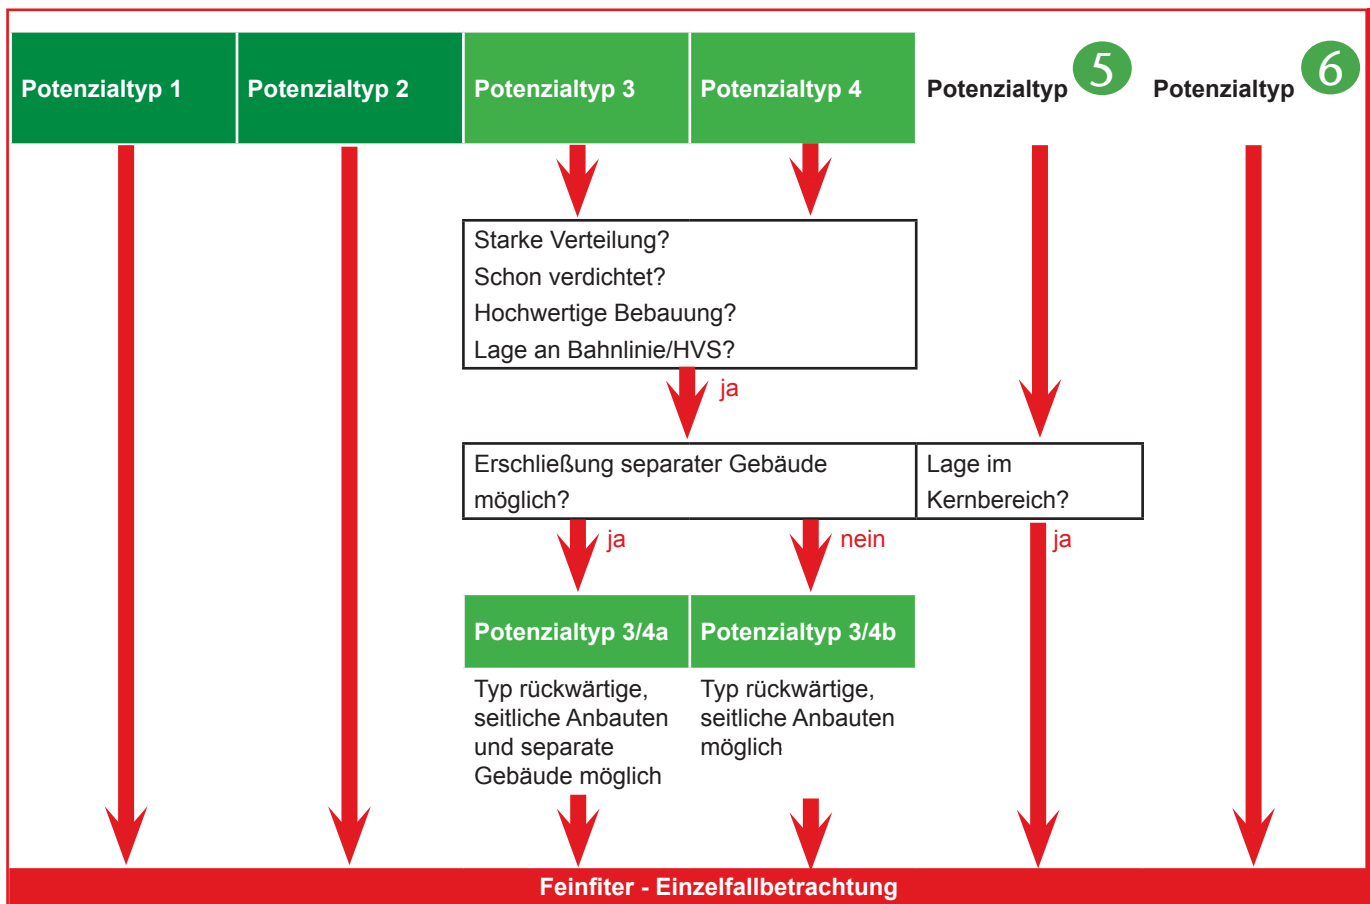 Potenzialtyp 1
Potenzialtyp 2
Potenzialtyp 3
Potenzialtyp 4
Potenzialtyp 5
Potenzialtyp 6
Starke Verteilung?
Schon verdichtet?
Hochwertige Bebauung?
Lage an Bahnlinie/HVS?
ja
Erschließung separater Gebäude
möglich?
Lage im
Kernbereich?
ja
nein
ja
Potenzialtyp 3/4a
Potenzialtyp 3/4b
Typ rückwärtige,
seitliche Anbauten
und separate
Gebäude möglich
Typ rückwärtige,
seitliche Anbauten
möglich
Feinfiter - Einzelfallbetrachtung